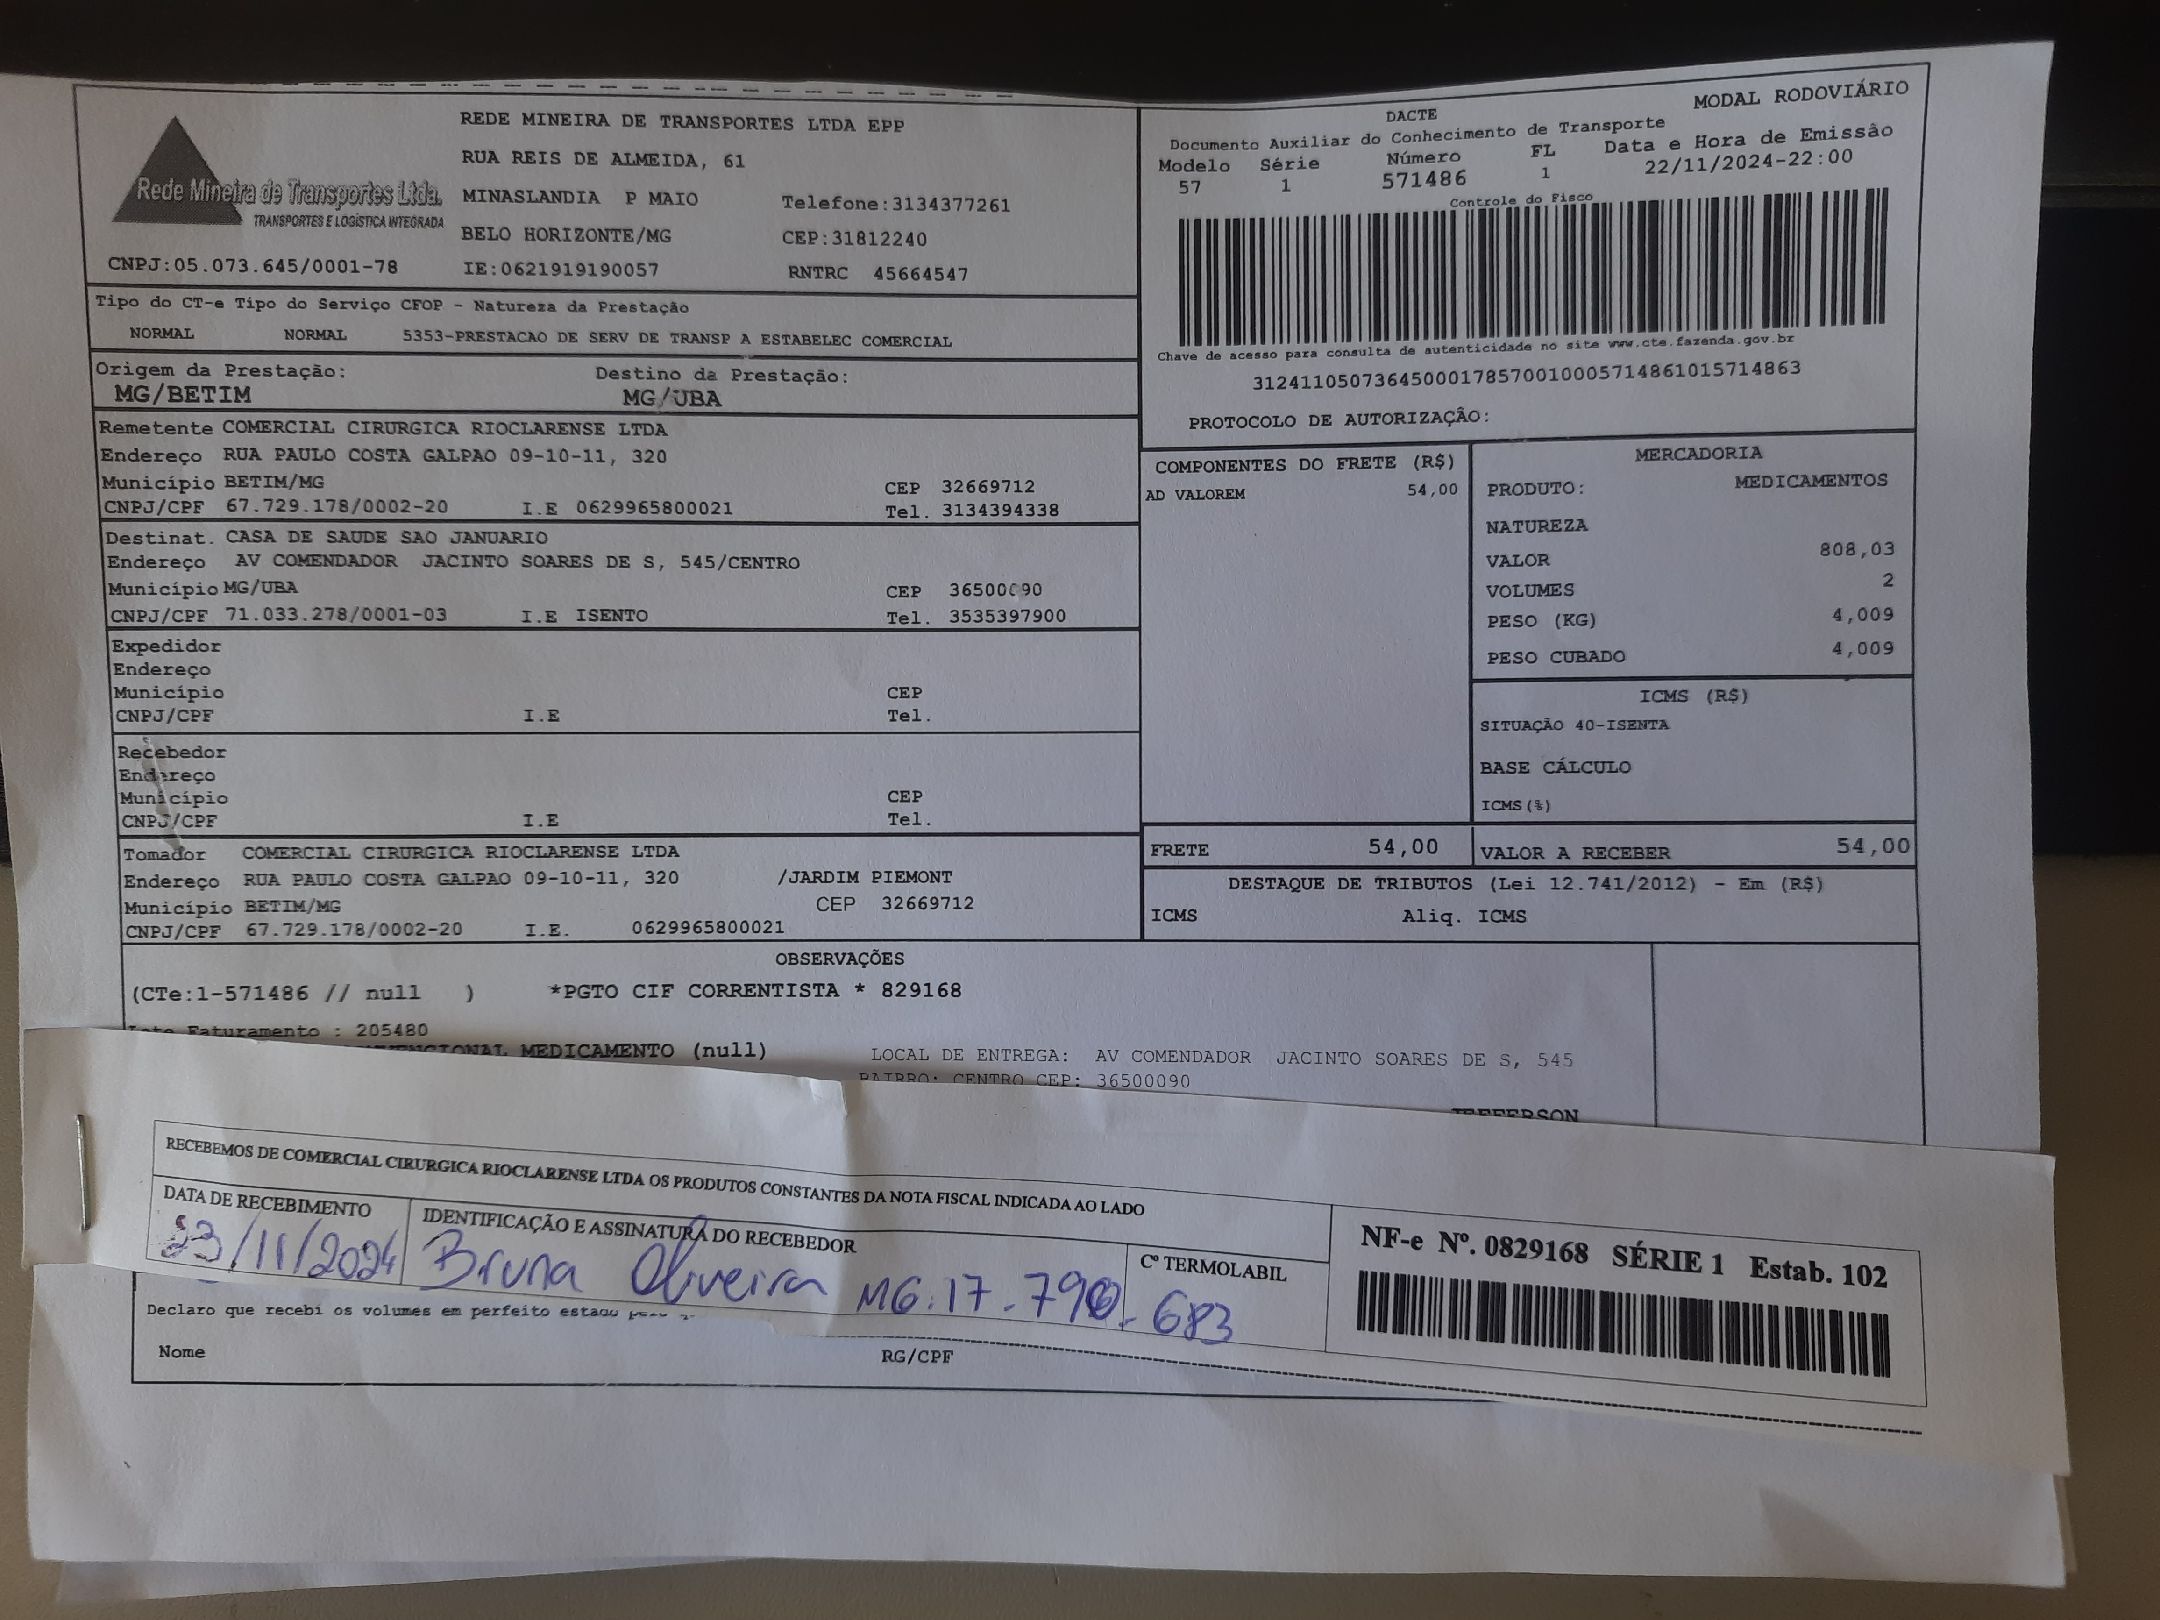 Rede Mineira de Transportes Ltda.
TRANSPORTES E LOGÍSTICA INTEGRADA
CNPJ:05.073.645/0001-78
REDE MINEIRA DE TRANSPORTES LTDA EPP
RUA REIS DE ALMEIDA, 61
MINASLANDIA P MAIO Telefone:3134377261
BELO HORIZONTE/MG CEP:31812240
IE:0621919190057 RNTRC 45664547
DACTE MODAL RODOVIÁRIO
Documento Auxiliar do Conhecimento de Transporte
Modelo Série Número FL Data e Hora de Emissão
57 1 571486 1 22/11/2024-22:00
Controle do Fisco
Chave de acesso para consulta de autenticidade no site www.cte.fazenda.gov.br
31241105073645000178570010005714861015714863
PROTOCOLO DE AUTORIZAÇÃO:
Tipo do CT-e Tipo do Serviço CFOP - Natureza da Prestação
NORMAL NORMAL 5353-PRESTACAO DE SERV DE TRANSP A ESTABELEC COMERCIAL
Origem da Prestação: Destino da Prestação:
MG/BETIM MG/UBA
Remetente COMERCIAL CIRURGICA RIOCLARENSE LTDA
Endereço RUA PAULO COSTA GALPAO 09-10-11, 320
Município BETIM/MG CEP 32669712
CNPJ/CPF 67.729.178/0002-20 I.E 0629965800021 Tel. 3134394338
Destinat. CASA DE SAUDE SAO JANUARIO
Endereço AV COMENDADOR JACINTO SOARES DE S, 545/CENTRO
Município MG/UBA CEP 36500090
CNPJ/CPF 71.033.278/0001-03 I.E ISENTO Tel. 3535397900
Expedidor
Endereço
Município CEP
CNPJ/CPF I.E Tel.
Recebedor
Endereço
Município CEP
CNPJ/CPF I.E Tel.
Tomador COMERCIAL CIRURGICA RIOCLARENSE LTDA
Endereço RUA PAULO COSTA GALPAO 09-10-11, 320 /JARDIM PIEMONT
Município BETIM/MG CEP 32669712
CNPJ/CPF 67.729.178/0002-20 I.E. 0629965800021
COMPONENTES DO FRETE (R$)
AD VALOREM 54,00
MERCADORIA
PRODUTO: MEDICAMENTOS
NATUREZA
VALOR 808,03
VOLUMES 2
PESO (KG) 4,009
PESO CUBADO 4,009
ICMS (R$)
SITUAÇÃO 40-ISENTA
BASE CÁLCULO
ICMS(%)
FRETE 54,00 VALOR A RECEBER 54,00
DESTAQUE DE TRIBUTOS (Lei 12.741/2012) - Em (R$)
ICMS Aliq. ICMS
OBSERVAÇÕES
(CTe:1-571486 // null ) *PGTO CIF CORRENTISTA * 829168
Faturamento : 205480
MEDICAMENTO (null) LOCAL DE ENTREGA: AV COMENDADOR JACINTO SOARES DE S, 545
BAIRRO: CENTRO CEP: 36500090
JEFFERSON
RECEBEMOS DE COMERCIAL CIRURGICA RIOCLARENSE LTDA OS PRODUTOS CONSTANTES DA NOTA FISCAL INDICADA AO LADO
DATA DE RECEBIMENTO IDENTIFICAÇÃO E ASSINATURA DO RECEBEDOR Cº TERMOLABIL
23/11/2024 Bruna Oliveira MG.17-790-683
NF-e Nº. 0829168 SÉRIE 1 Estab. 102
Declaro que recebi os volumes em perfeito estado
Nome RG/CPF